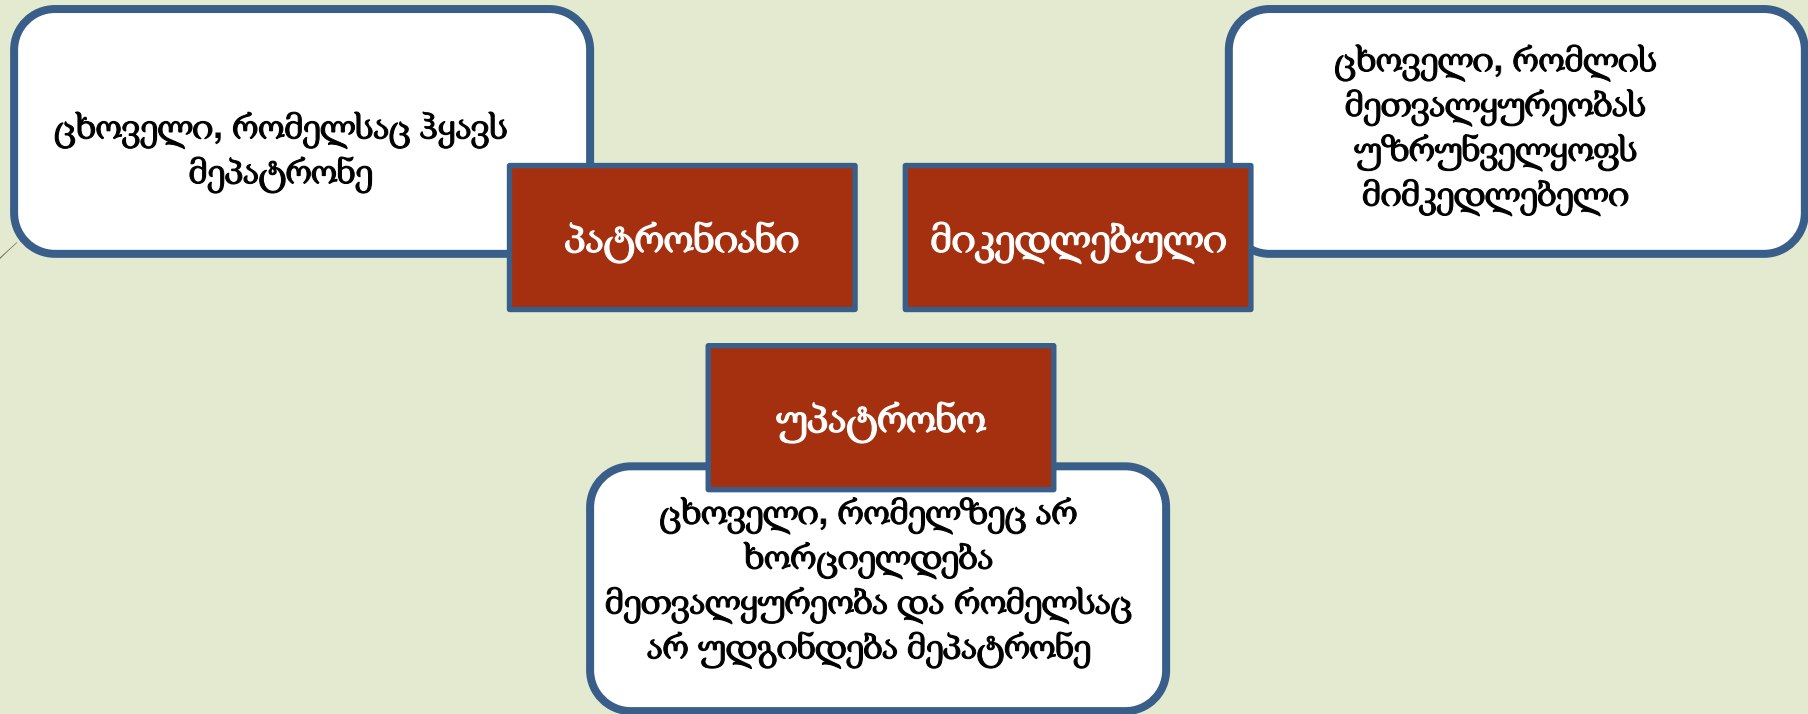 ცხოველი, რომელსაც ჰყავს
მეპატრონე
პატრონიანი
ცხოველი, რომლის
მეთვალყურეობას
უზრუნველყოფს
მიმკედლებელი
მიკედლებული
უპატრონო
ცხოველი, რომელზეც არ
ხორციელდება
მეთვალყურეობა და რომელსაც
არ უდგინდება მეპატრონე